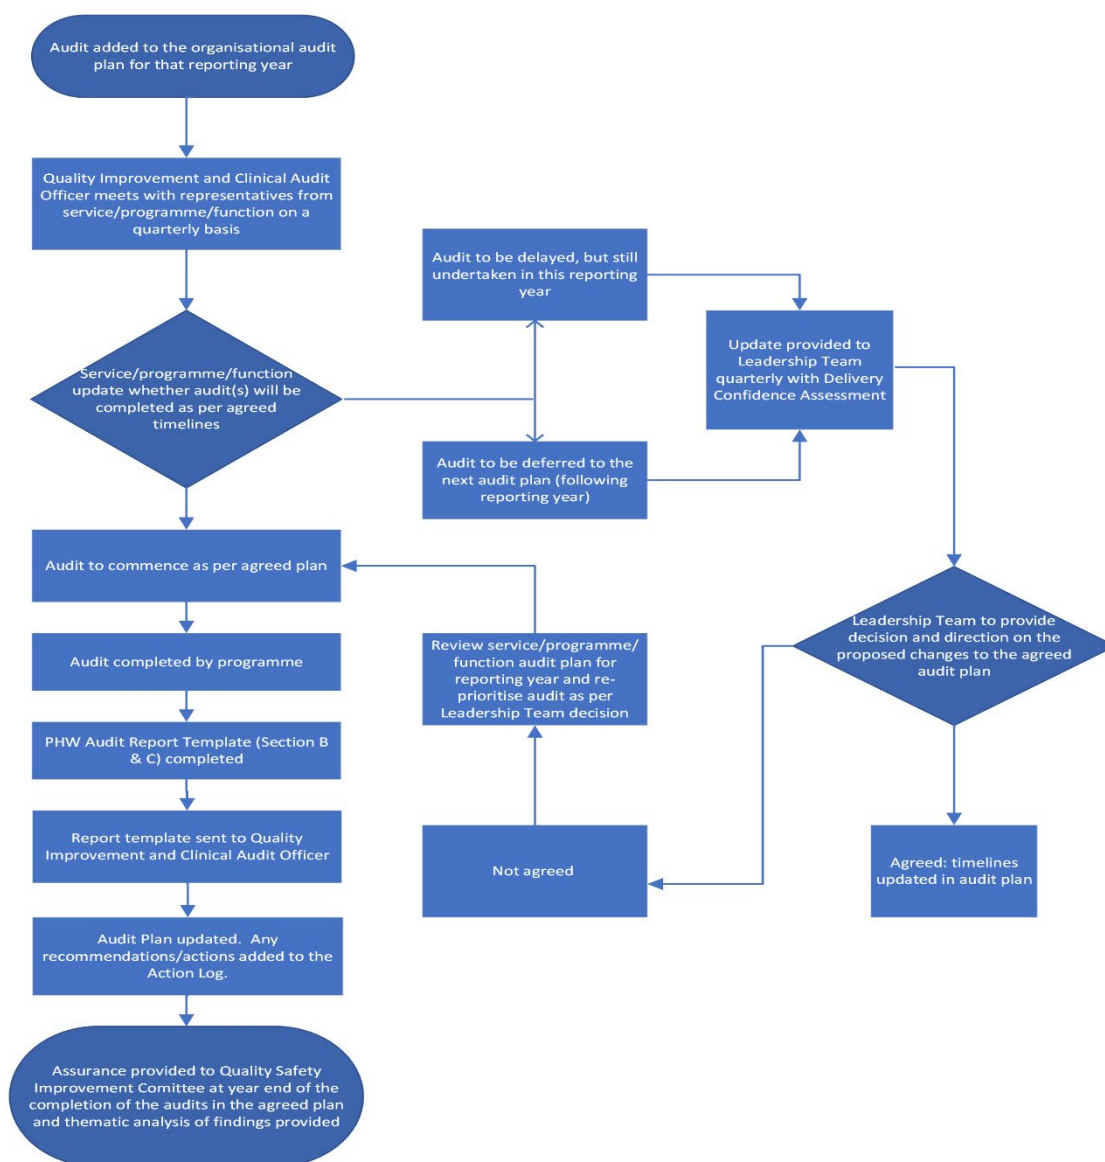 Audit added to the organisational audit
plan for that reporting year
Quality Improvement and Clinical Audit
Officer meets with representatives from
service/programme/function on a
quarterly basis
Service/programme/function
update whether audit(s) will be
completed as per agreed
timelines
Audit to be delayed, but still
undertaken in this reporting
year
Audit to be deferred to the
next audit plan (following
reporting year)
Update provided to
Leadership Team
quarterly with Delivery
Confidence Assessment
Leadership Team to provide
decision and direction on the
proposed changes to the agreed
audit plan
Agreed: timelines
updated in audit plan
Not agreed
Review service/programme/
function audit plan for
reporting year and re-
prioritise audit as per
Leadership Team decision
Audit to commence as per agreed plan
Audit completed by programme
PHW Audit Report Template (Section B
& C) completed
Report template sent to Quality
Improvement and Clinical Audit Officer
Audit Plan updated.  Any
recommendations/actions added to the
Action Log.
Assurance provided to Quality Safety
Improvement Comittee at year end of the
completion of the audits in the agreed plan
and thematic analysis of findings provided